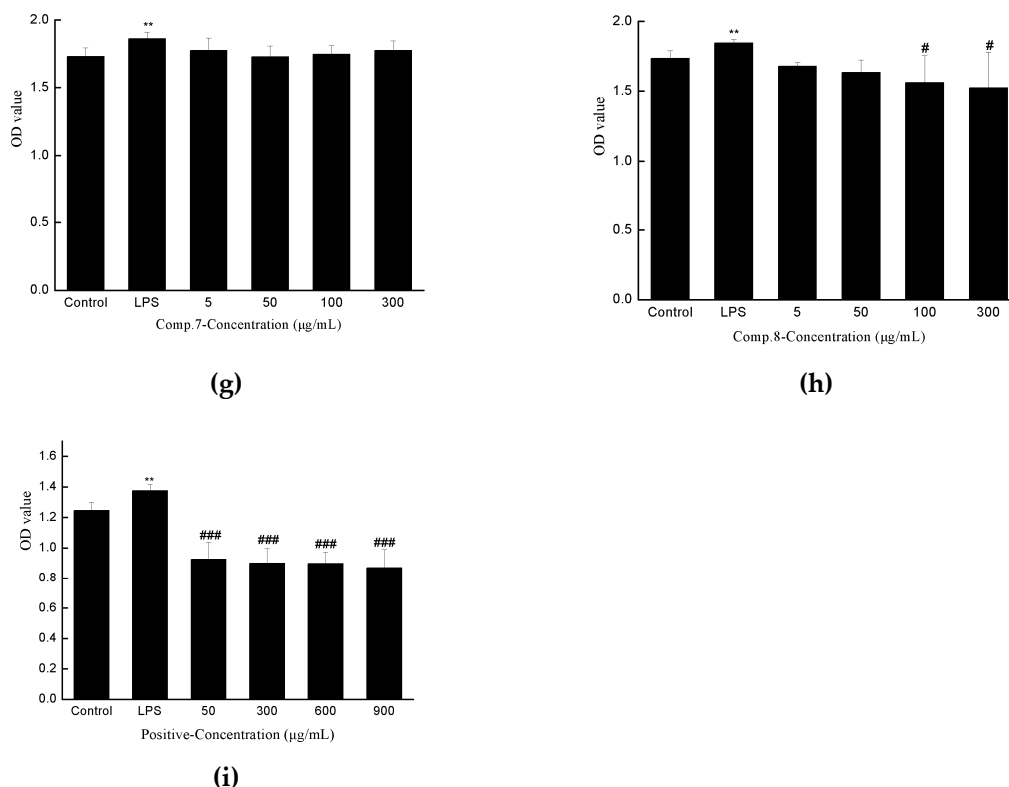 2.0
**
1.5
OD value
1.0
0.5
0.0
Control LPS 5 50 100 300
Comp.7-Concentration (μg/mL)
(g)
2.0
**
#
#
1.5
OD value
1.0
0.5
0.0
Control LPS 5 50 100 300
Comp.8-Concentration (μg/mL)
(h)
1.6
**
1.4
1.2
### ### ### ###
1.0
OD value
0.8
0.6
0.4
0.2
0.0
Control LPS 50 300 600 900
Positive-Concentration (μg/mL)
(i)